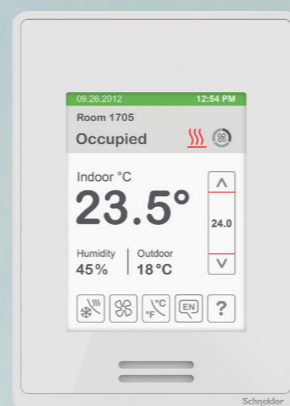 09.26.2012 12:54 PM
Room 1705
Occupied
Indoor °C
23.5°
24.0
Humidity Outdoor
45% 18°C
°C
°F
EN
?
Schneider